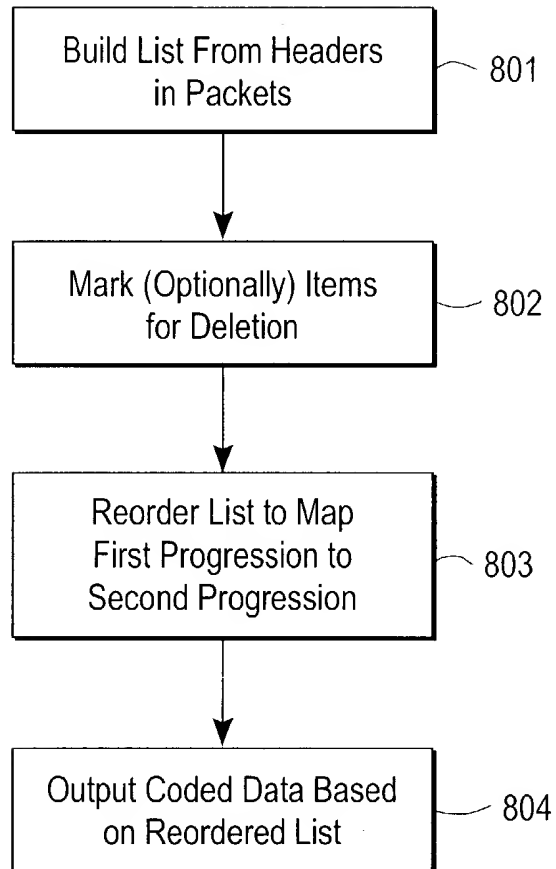 Build List From Headers
in Packets
801
Mark (Optionally) Items
for Deletion
802
Reorder List to Map
First Progression to
Second Progression
803
Output Coded Data Based
on Reordered List
804